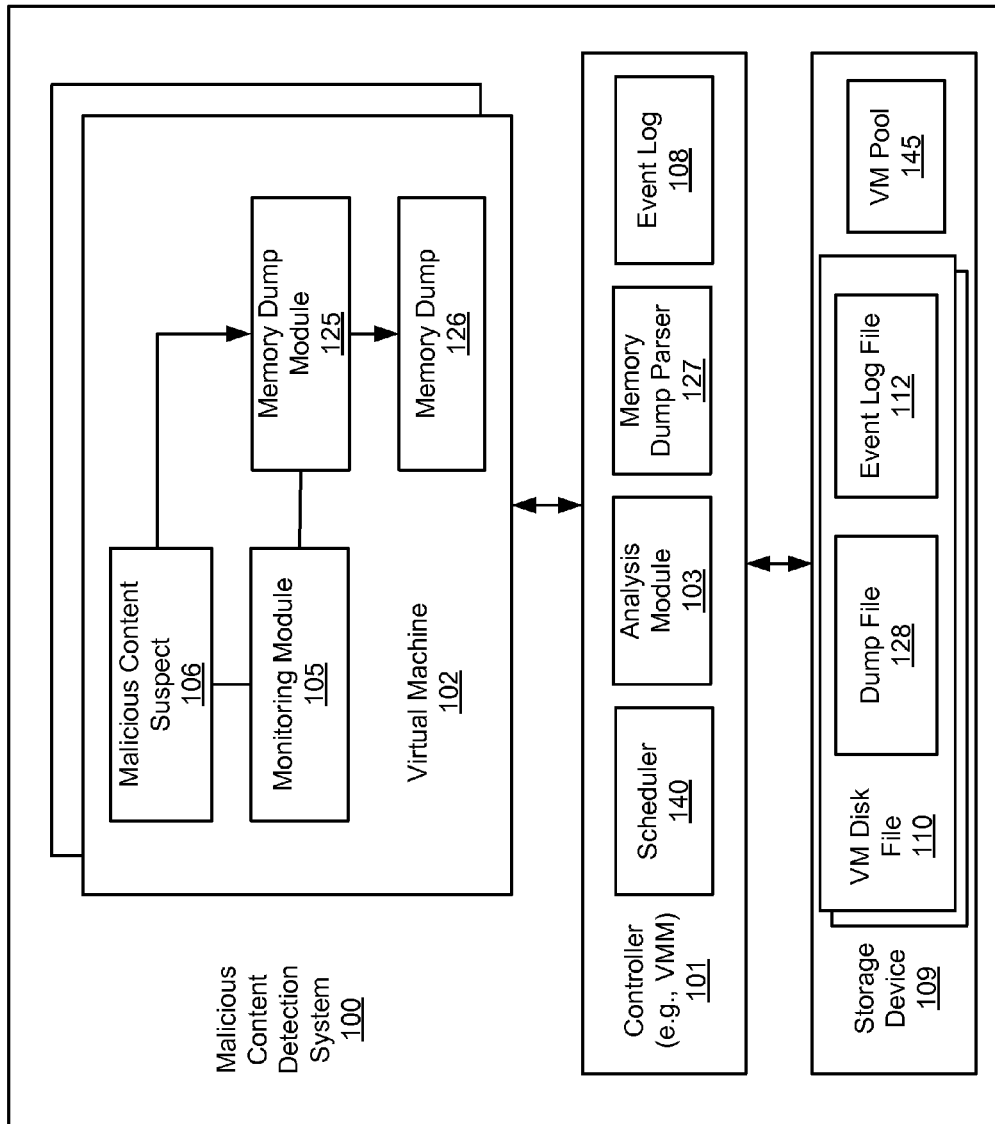 Malicious
Content
Detection
System
100
Malicious Content
Suspect
106
Monitoring Module
105
Memory Dump
Module
125
Memory Dump
126
Virtual Machine
102
Controller
(e.g., VMM)
101
Scheduler
140
Analysis
Module
103
Memory
Dump Parser
127
Event Log
108
Storage
Device
109
VM Disk
File
110
Dump File
128
Event Log File
112
VM Pool
145